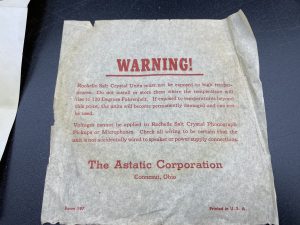 WARNING!
Rochelle Salt Crystal Units must not be exposed to high temper-
atures. Do not install or store them where the temperature will
rise to 120 Degrees Fahrenheit. If exposed to temperatures beyond
this point, the units will become permanently damaged and can not
be used.
Voltages cannot be applied to Rochelle Salt Crystal Phonograph
Pickups or Microphones. Check all wiring to be certain that the
unit is not accidentally wired to speaker or power supply connections.
The Astatic Corporation
Conneaut, Ohio
Form 197
Printed in U. S. A.